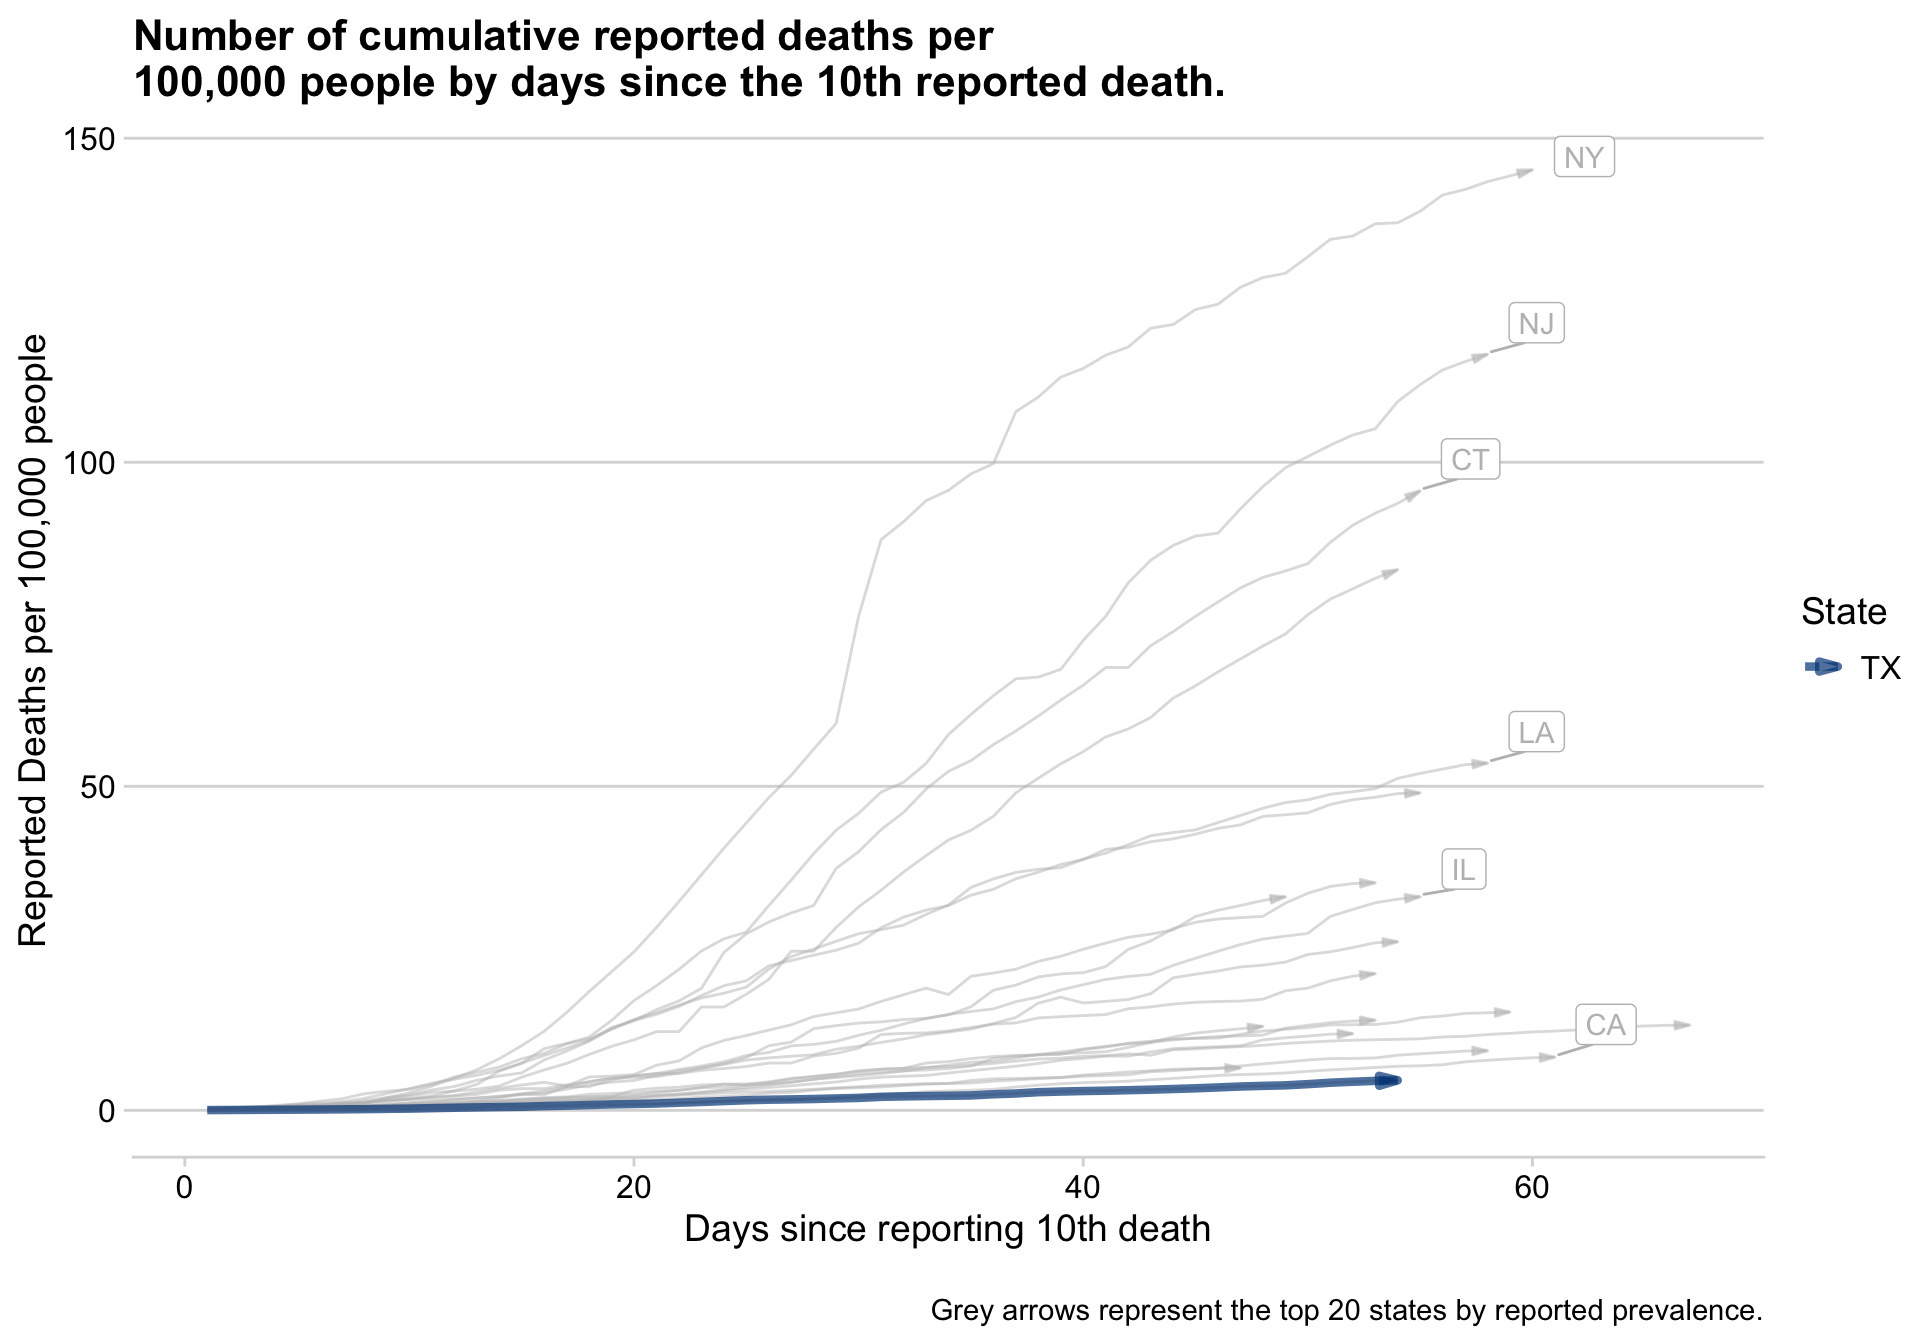 Number of cumulative reported deaths per
100,000 people by days since the 10th reported death.
Reported Deaths per 100,000 people
150
100
50
0
NY
NJ
CT
LA
IL
CA
State
TX
0 20 40 60
Days since reporting 10th death
Grey arrows represent the top 20 states by reported prevalence.